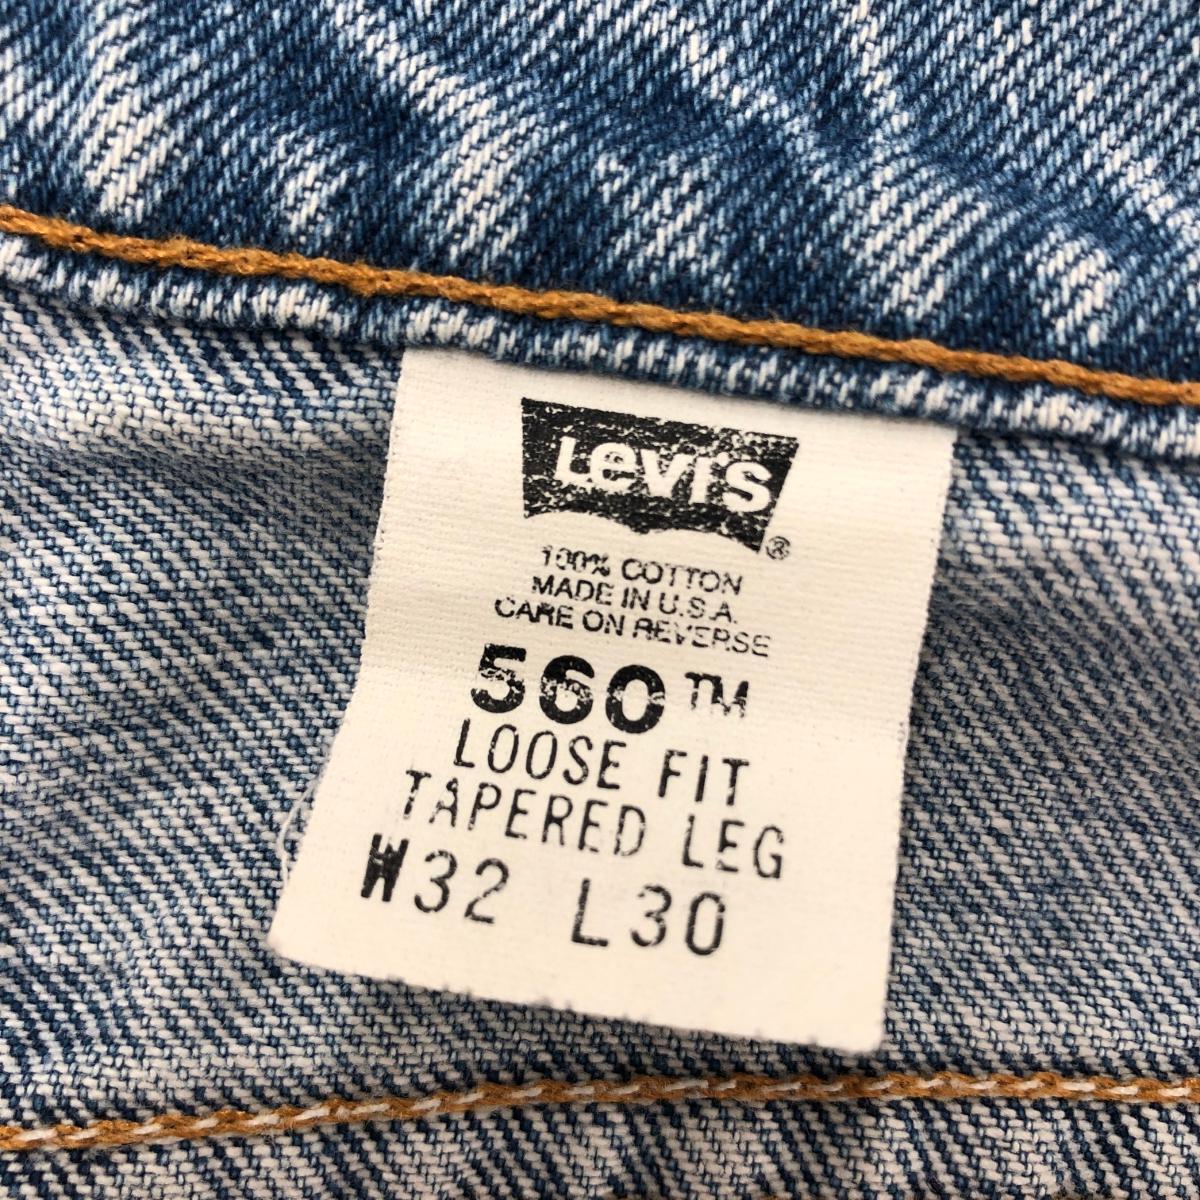 Levi's®
100% COTTON
MADE IN U.S.A.
CARE ON REVERSE
560™
LOOSE FIT
TAPERED LEG
W32 L30